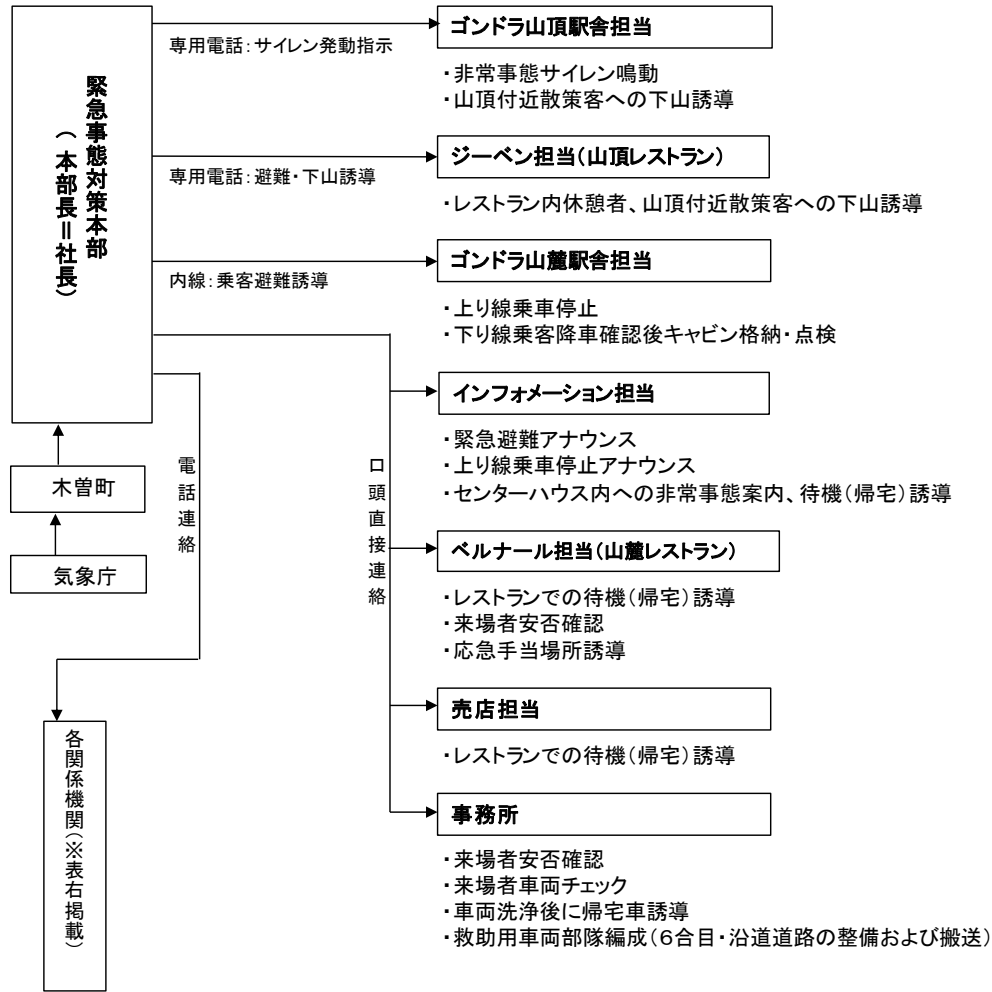 緊急事態対策本部
(本部長=社長)
木曽町
気象庁
電話連絡
各関係機関(※表右掲載)
口頭直接連絡
専用電話:サイレン発動指示
ゴンドラ山頂駅舎担当
・非常事態サイレン鳴動
・山頂付近散策客への下山誘導
専用電話:避難・下山誘導
ジーベン担当(山頂レストラン)
・レストラン内休憩者、山頂付近散策客への下山誘導
内線:乗客避難誘導
ゴンドラ山麓駅舎担当
・上り線乗車停止
・下り線乗客降車確認後キャビン格納・点検
インフォメーション担当
・緊急避難アナウンス
・上り線乗車停止アナウンス
・センターハウス内への非常事態案内、待機(帰宅)誘導
ベルナール担当(山麓レストラン)
・レストランでの待機(帰宅)誘導
・来場者安否確認
・応急手当場所誘導
売店担当
・レストランでの待機(帰宅)誘導
事務所
・来場者安否確認
・来場者車両チェック
・車両洗浄後に帰宅車誘導
・救助用車両部隊編成(6合目・沿道道路の整備および搬送)